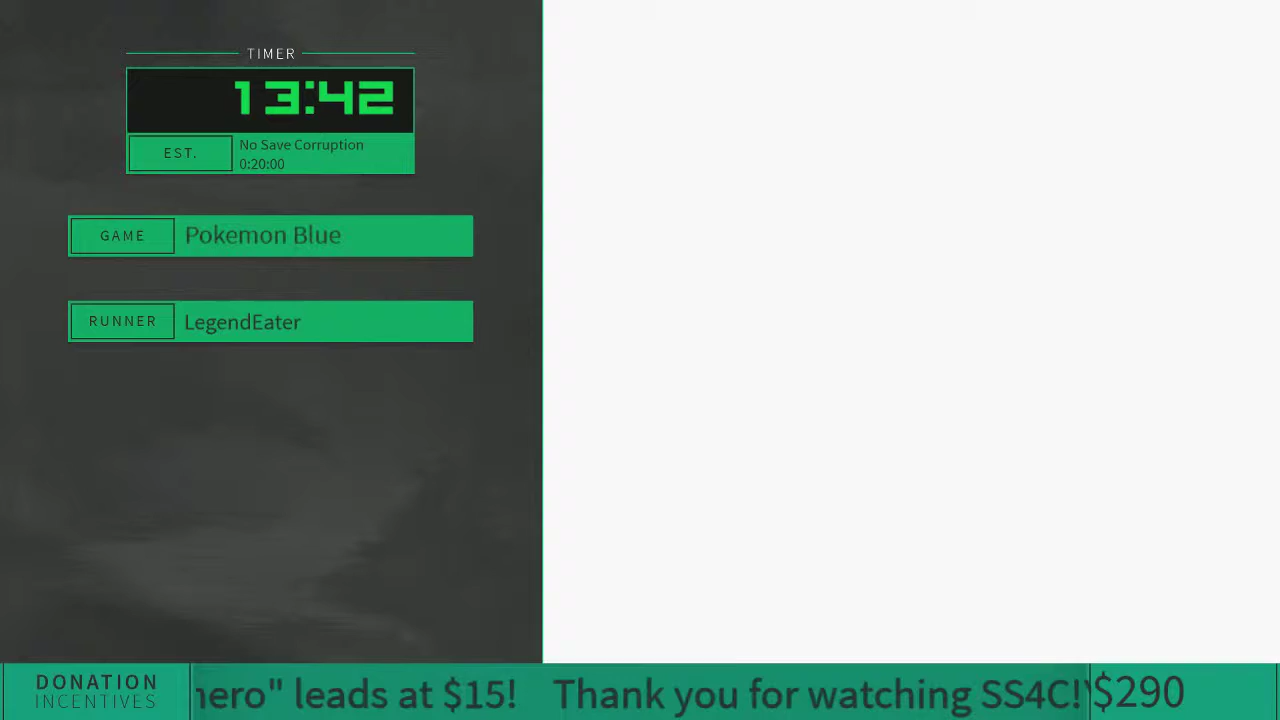 TIMER
13:42
EST.
No Save Corruption
0:20:00
GAME
Pokemon Blue
RUNNER
LegendEater
DONATION
INCENTIVES
hero" leads at $15! Thank you for watching SS4C!
$290